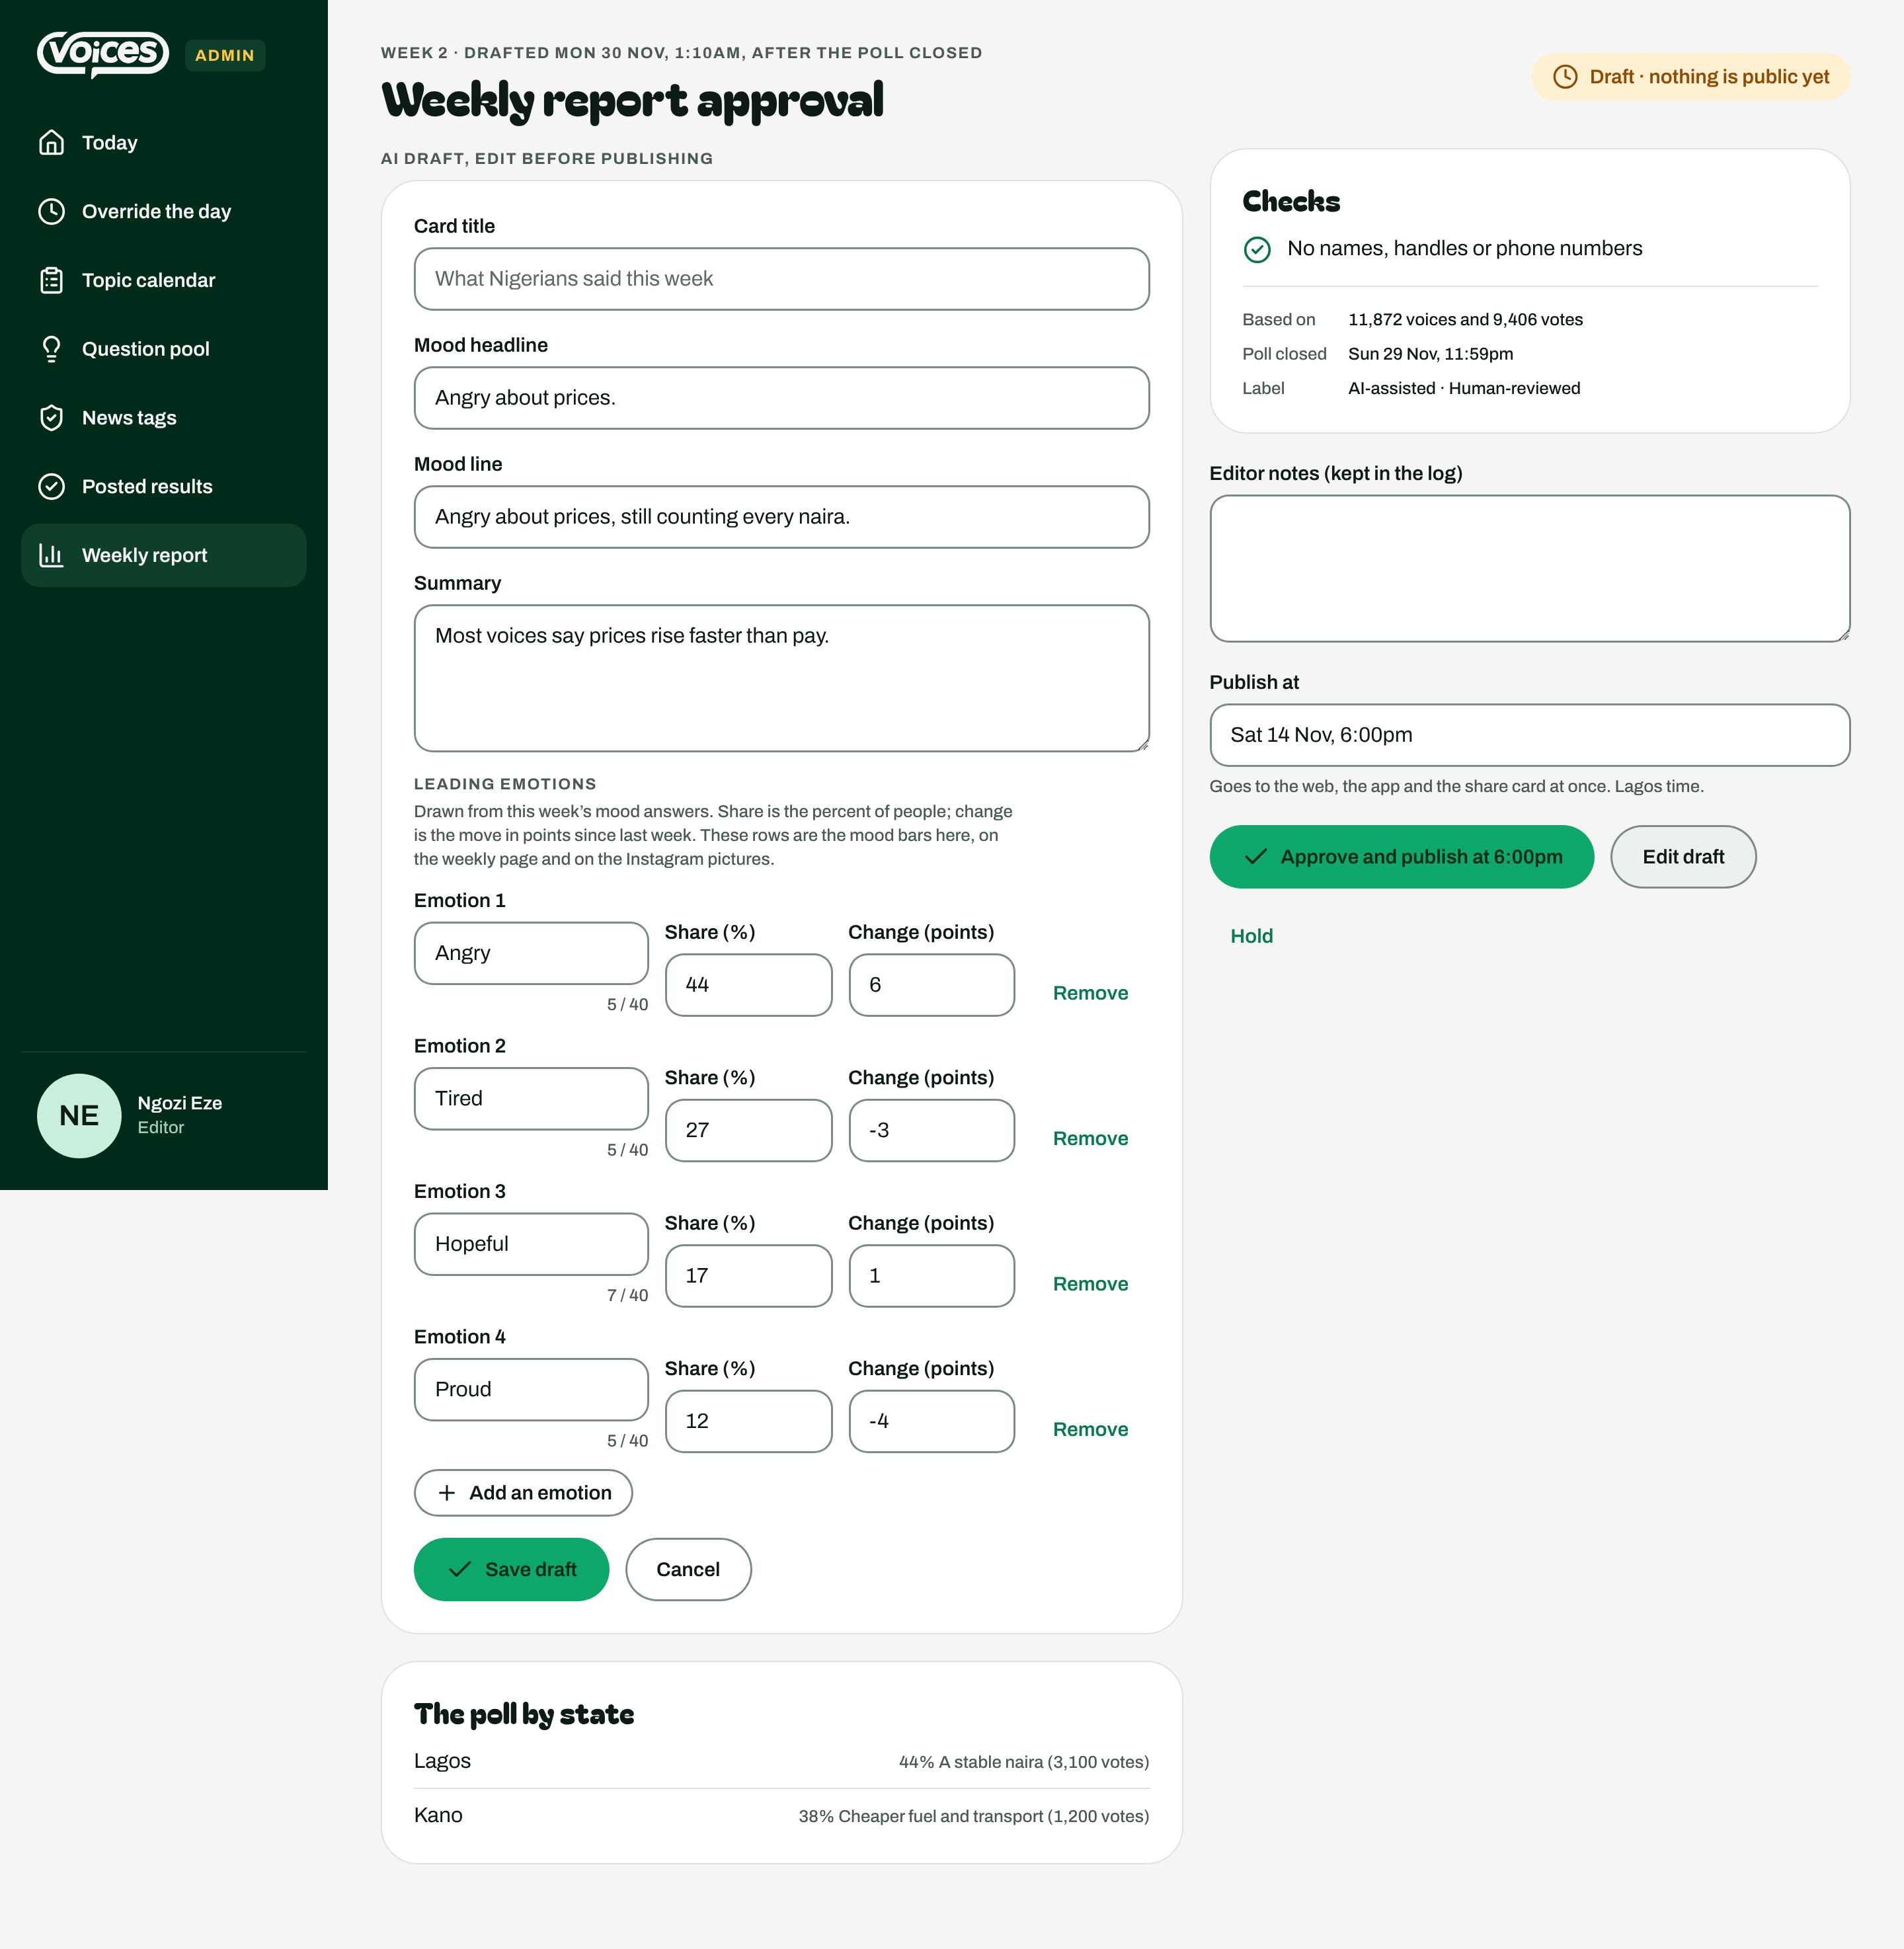 voices
ADMIN
Today
Override the day
Topic calendar
Question pool
News tags
Posted results
Weekly report
NE
Ngozi Eze
Editor
WEEK 2 · DRAFTED MON 30 NOV, 1:10AM, AFTER THE POLL CLOSED
Weekly report approval
Draft · nothing is public yet
AI DRAFT, EDIT BEFORE PUBLISHING
Card title
What Nigerians said this week
Mood headline
Angry about prices.
Mood line
Angry about prices, still counting every naira.
Summary
Most voices say prices rise faster than pay.
LEADING EMOTIONS
Drawn from this week’s mood answers. Share is the percent of people; change
is the move in points since last week. These rows are the mood bars here, on
the weekly page and on the Instagram pictures.
Emotion 1
Share (%)
Change (points)
Angry
44
6
Remove
5 / 40
Emotion 2
Share (%)
Change (points)
Tired
27
-3
Remove
5 / 40
Emotion 3
Share (%)
Change (points)
Hopeful
17
1
Remove
7 / 40
Emotion 4
Share (%)
Change (points)
Proud
12
-4
Remove
5 / 40
Add an emotion
Save draft
Cancel
The poll by state
Lagos
44% A stable naira (3,100 votes)
Kano
38% Cheaper fuel and transport (1,200 votes)
Checks
No names, handles or phone numbers
Based on 11,872 voices and 9,406 votes
Poll closed Sun 29 Nov, 11:59pm
Label AI-assisted · Human-reviewed
Editor notes (kept in the log)
Publish at
Sat 14 Nov, 6:00pm
Goes to the web, the app and the share card at once. Lagos time.
Approve and publish at 6:00pm
Edit draft
Hold